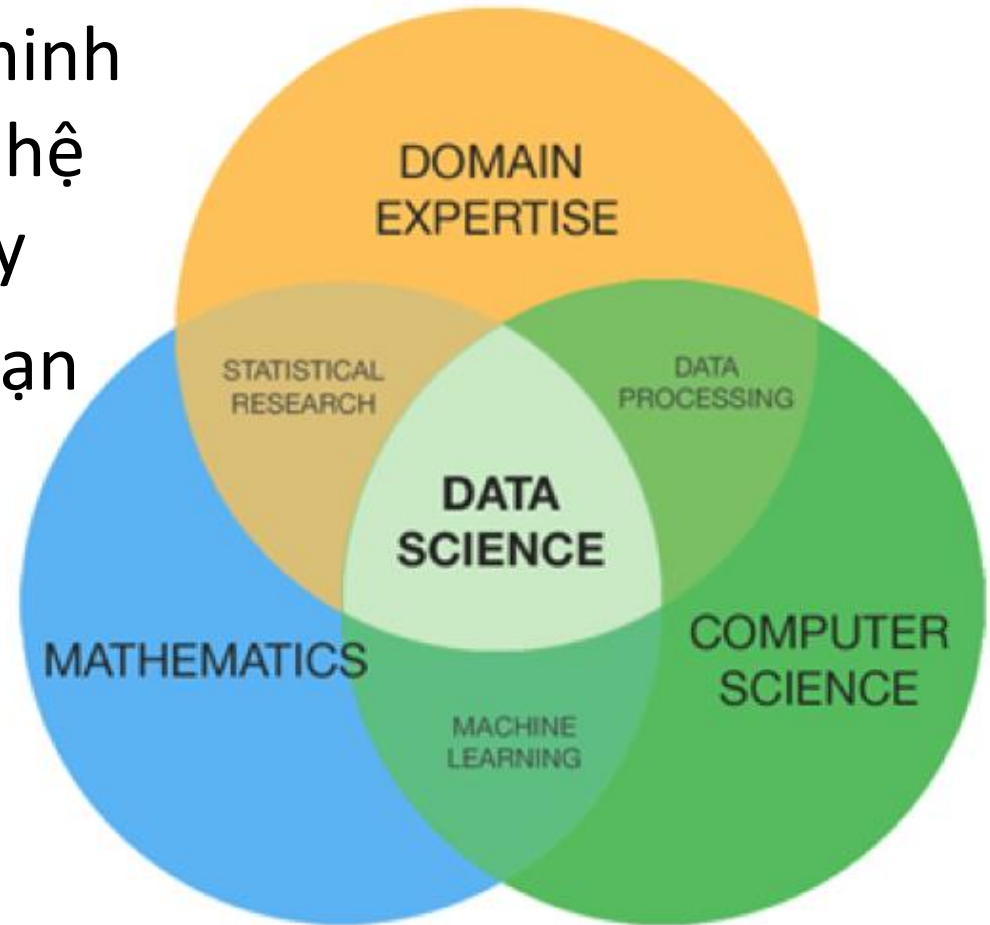 hinh
hệ
y
ạn
DOMAIN
EXPERTISE
STATISTICAL
RESEARCH
DATA
PROCESSING
DATA
SCIENCE
MATHEMATICS
COMPUTER
SCIENCE
MACHINE
LEARNING